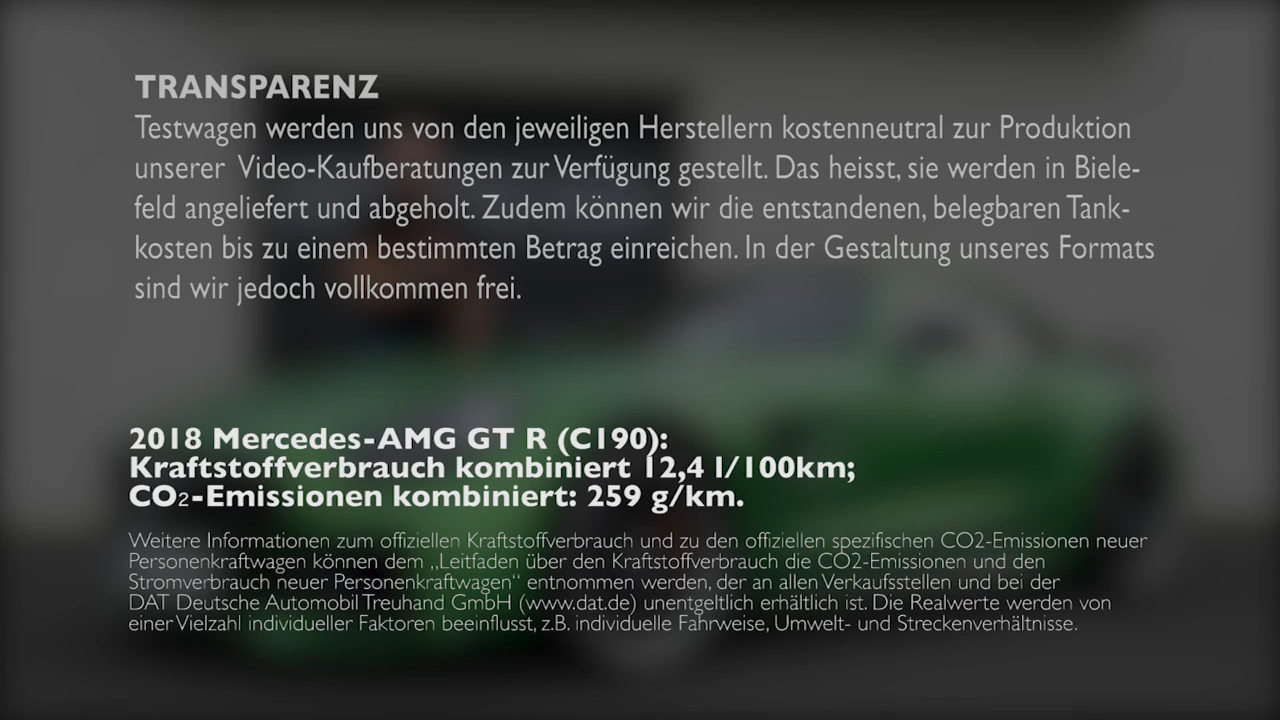 TRANSPARENZ
Testwagen werden uns von den jeweiligen Herstellern kostenneutral zur Produktion
unserer Video-Kaufberatungen zur Verfügung gestellt. Das heisst, sie werden in Biele-
feld angeliefert und abgeholt. Zudem können wir die entstandenen, belegbaren Tank-
kosten bis zu einem bestimmten Betrag einreichen. In der Gestaltung unseres Formats
sind wir jedoch vollkommen frei.
2018 Mercedes-AMG GT R (C190):
Kraftstoffverbrauch kombiniert 12,4 l/100km;
CO₂-Emissionen kombiniert: 259 g/km.
Weitere Informationen zum offiziellen Kraftstoffverbrauch und zu den offiziellen spezifischen CO2-Emissionen neuer
Personenkraftwagen können dem „Leitfaden über den Kraftstoffverbrauch die CO2-Emissionen und den
Stromverbrauch neuer Personenkraftwagen“ entnommen werden, der an allen Verkaufsstellen und bei der
DAT Deutsche Automobil Treuhand GmbH (www.dat.de) unentgeltlich erhältlich ist. Die Realwerte werden von
einer Vielzahl individueller Faktoren beeinflusst, z.B. individuelle Fahrweise, Umwelt- und Streckenverhältnisse.